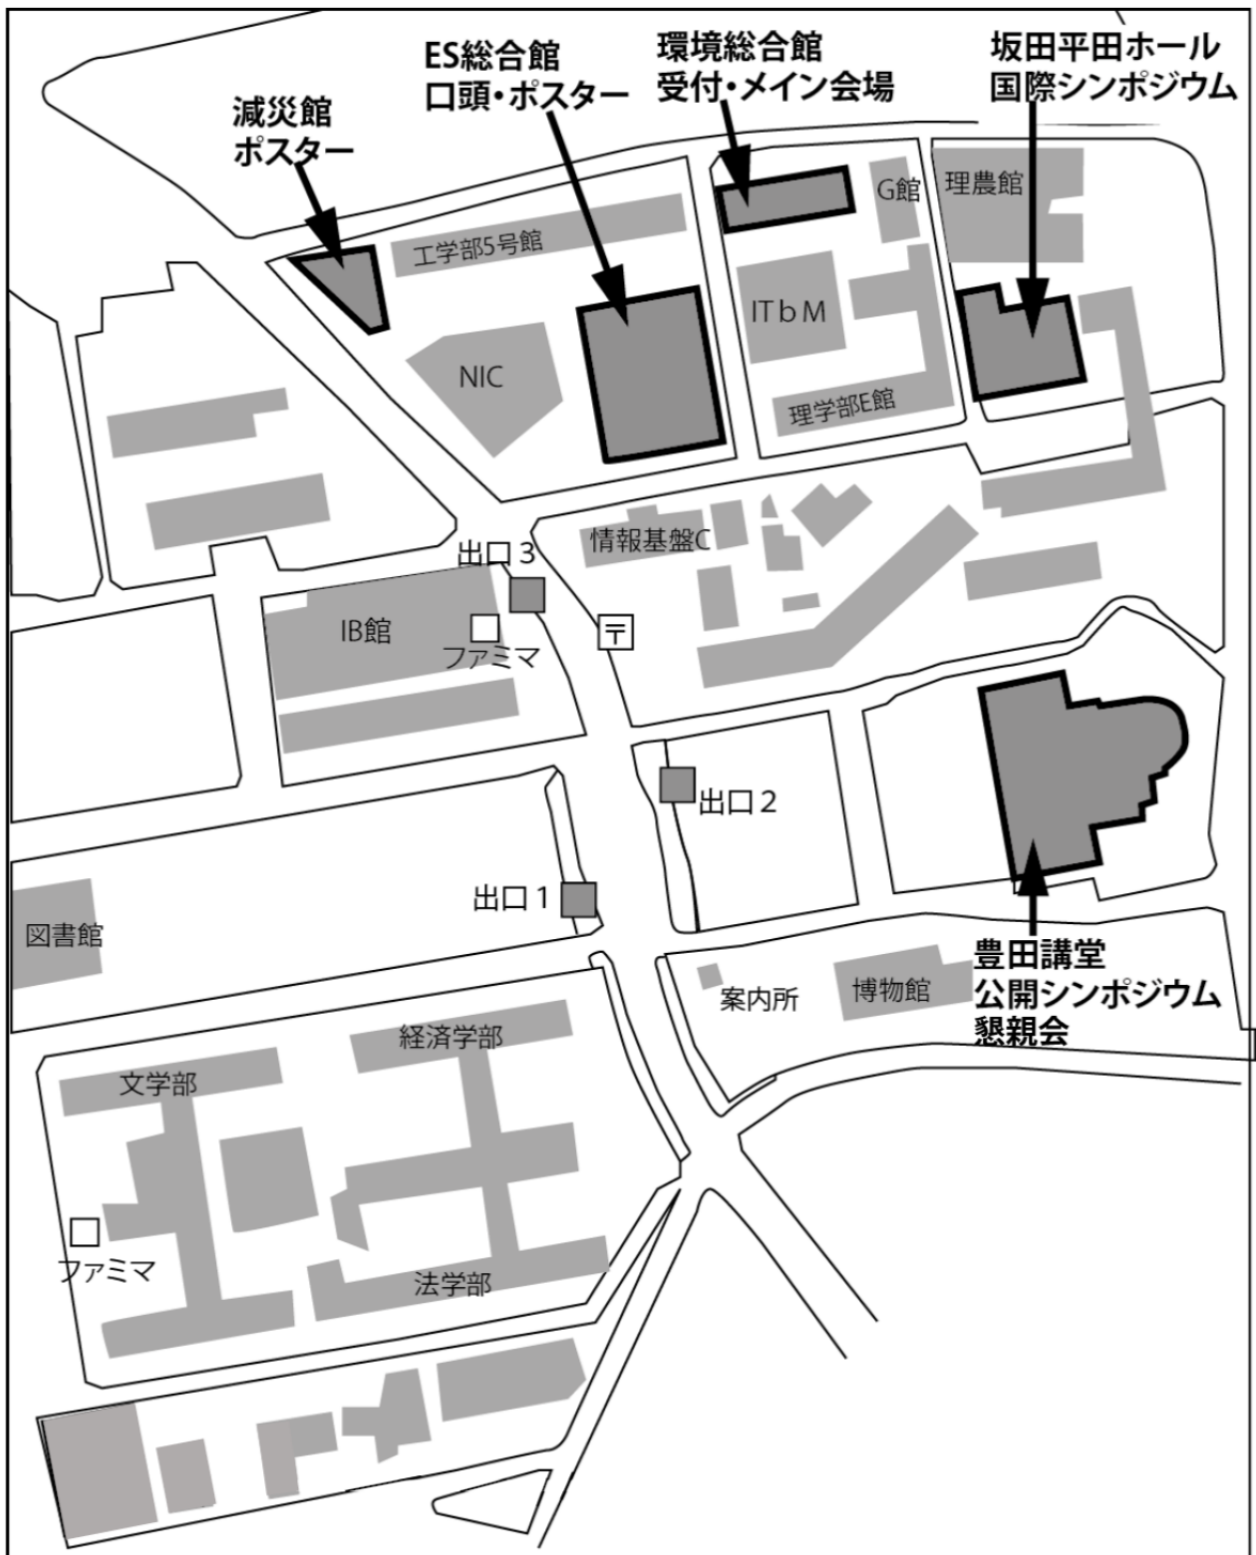 ES総合館
口頭・ポスター
環境総合館
受付・メイン会場
坂田平田ホール
国際シンポジウム
減災館
ポスター
G館
理農館
工学部5号館
ITbM
NIC
理学部E館
情報基盤C
出口3
IB館
〒
ファミマ
出口2
出口1
図書館
豊田講堂
公開シンポジウム
懇親会
案内所
博物館
経済学部
文学部
ファミマ
法学部